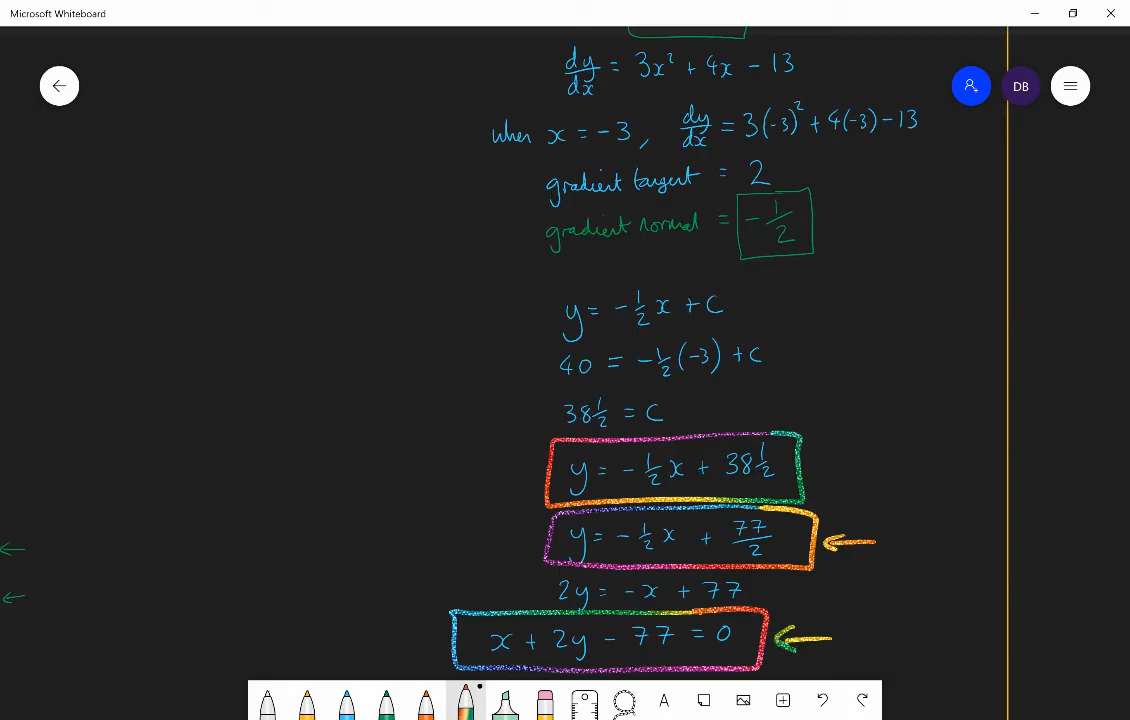 Microsoft Whiteboard
DB
dy/dx = 3x² + 4x - 13
when x = -3, dy/dx = 3(-3)² + 4(-3) - 13
gradient tangent = 2
gradient normal = -1/2
y = -½x + C
40 = -½(-3) + C
38½ = C
y = -½x + 38½
y = -½x + 77/2
2y = -x + 77
x + 2y - 77 = 0
A